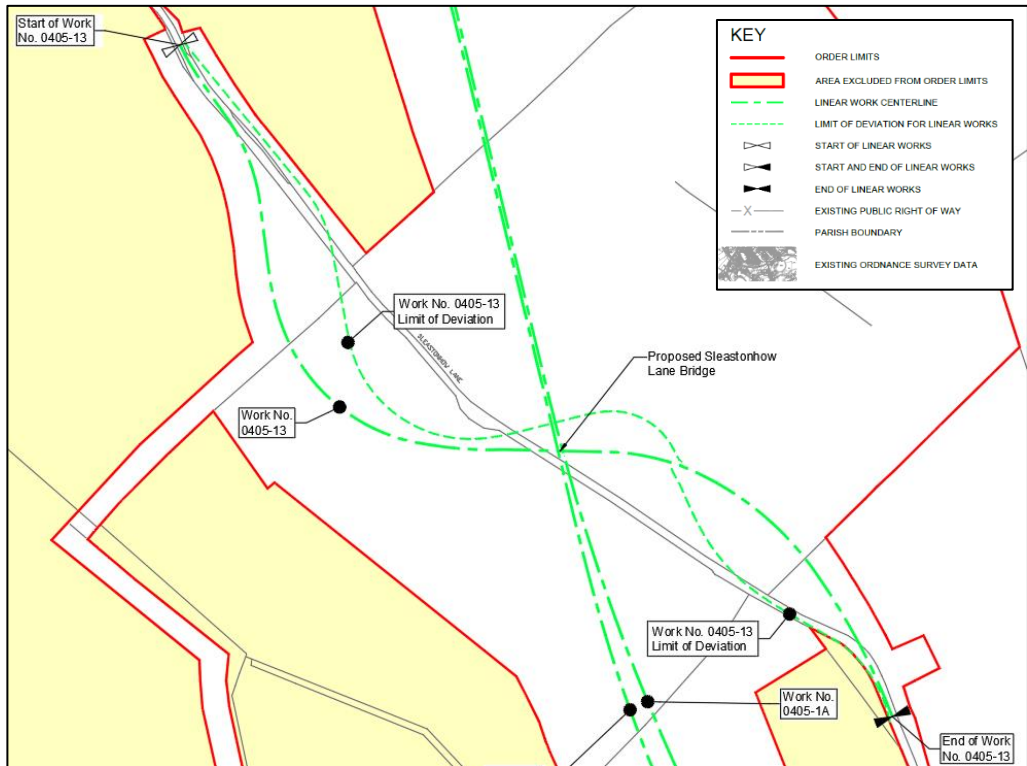 Start of Work
No. 0405-13
KEY
ORDER LIMITS
AREA EXCLUDED FROM ORDER LIMITS
LINEAR WORK CENTERLINE
LIMIT OF DEVIATION FOR LINEAR WORKS
START OF LINEAR WORKS
START AND END OF LINEAR WORKS
END OF LINEAR WORKS
X
EXISTING PUBLIC RIGHT OF WAY
PARISH BOUNDARY
EXISTING ORDNANCE SURVEY DATA
Work No. 0405-13
Limit of Deviation
SLEASTONHOW LANE
Proposed Sleastonhow
Lane Bridge
Work No.
0405-13
Work No. 0405-13
Limit of Deviation
Work No.
0405-1A
End of Work
No. 0405-13